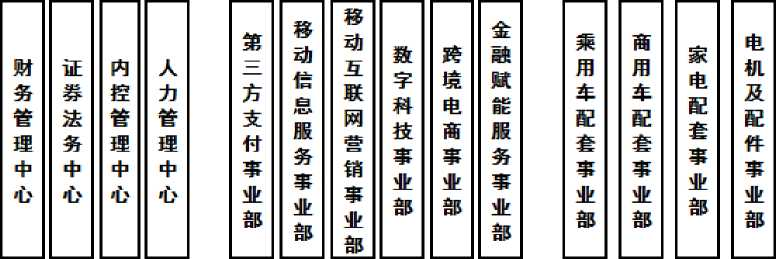 财务管理中心
证券法务中心
内控管理中心
人力管理中心
第三方支付事业部
移动信息服务事业部
移动互联网营销事业部
数字科技事业部
跨境电商事业部
金融赋能服务事业部
乘用车配套事业部
商用车配套事业部
家电配套事业部
电机及配件事业部